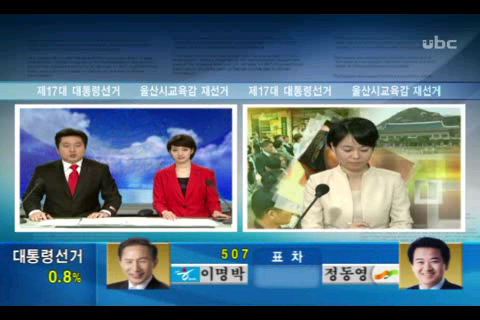 ubc
제17대 대통령선거 울산시교육감 재선거 제17대 대통령선거 울산시교육감 재선거
대통령선거
0.8%
507
이명박
표 차
정동영